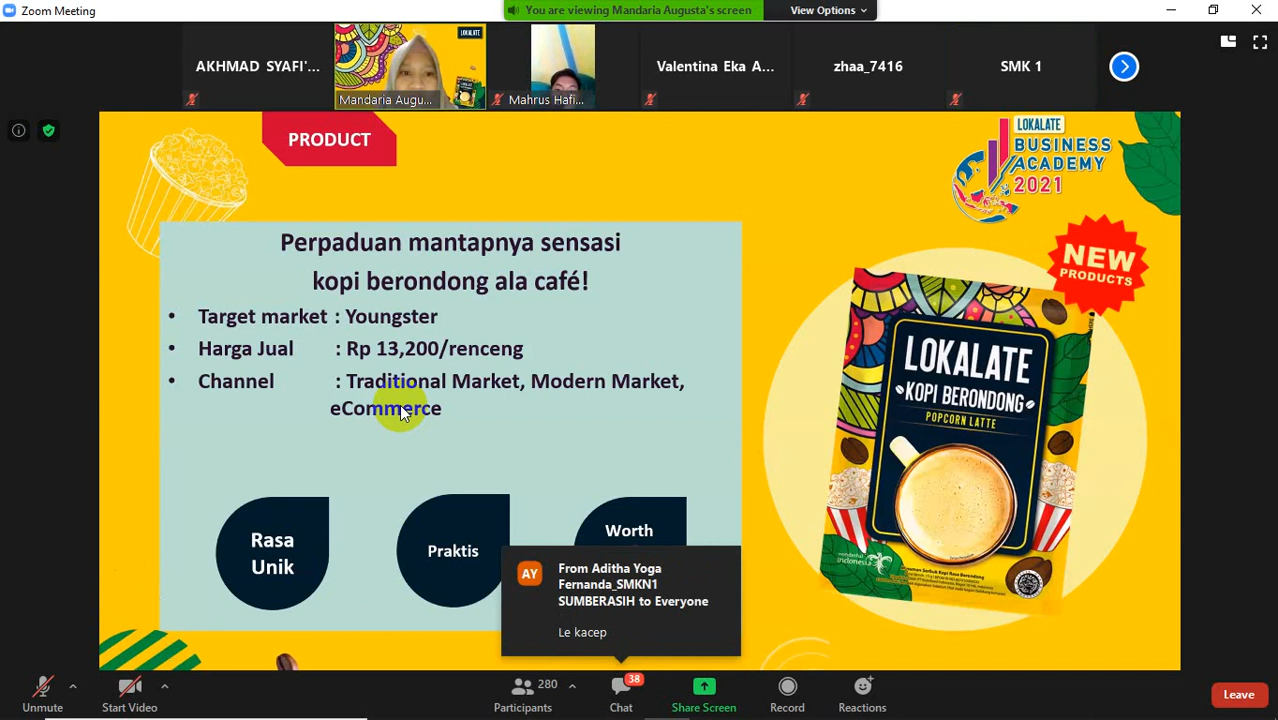 Zoom Meeting
You are viewing Mandaria Augusta's screen
View Options
AKHMAD SYAFI'...
LOKALATE
Mandaria Augu...
Mahrus Hafi...
Valentina Eka A...
zhaa_7416
SMK 1
PRODUCT
LOKALATE
BUSINESS
ACADEMY
2021
Perpaduan mantapnya sensasi
kopi berondong ala café!
• Target market : Youngster
• Harga Jual : Rp 13,200/renceng
• Channel : Traditional Market, Modern Market,
eCommerce
Rasa
Unik
Praktis
Worth
NEW
PRODUCTS
LOKALATE
KOPI BERONDONG
POPCORN LATTE
wonderful
indonesia
AY
From Aditha Yoga
Fernanda_SMKN1
SUMBERASIH to Everyone
Le kacep
Unmute
Start Video
280
Participants
38
Chat
Share Screen
Record
Reactions
Leave